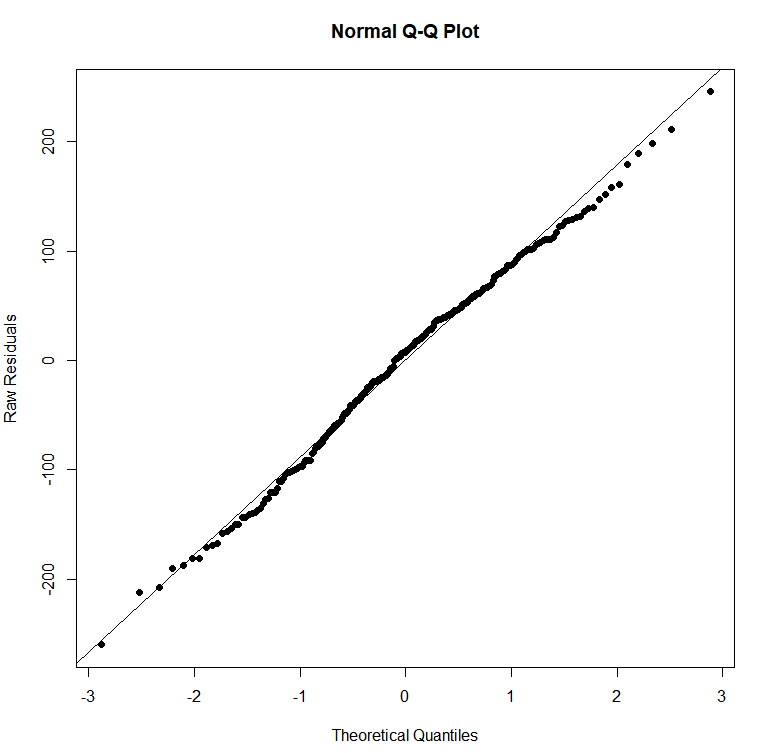 Normal Q-Q Plot
200
100
0
-100
-200
Raw Residuals
-3 -2 -1 0 1 2 3
Theoretical Quantiles